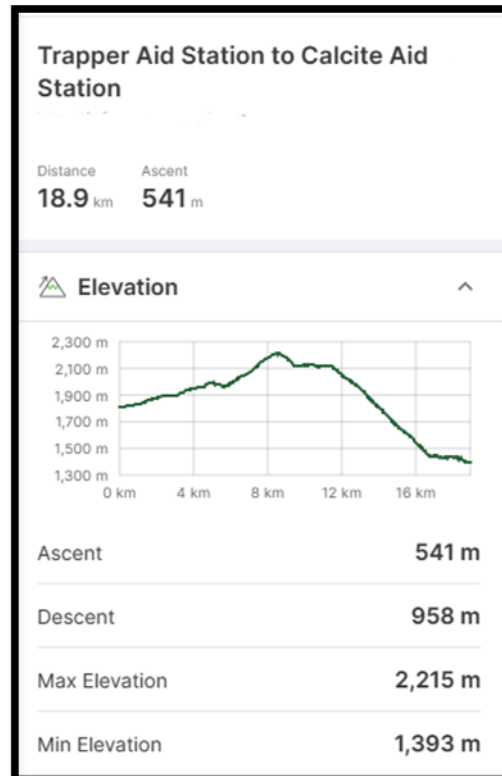 Trapper Aid Station to Calcite Aid
Station
Distance
Ascent
18.9 km
541 m
Elevation
2,300 m
2,100 m
1,900 m
1,700 m
1,500 m
1,300 m
0 km
4 km
8 km
12 km
16 km
Ascent
541 m
Descent
958 m
Max Elevation
2,215 m
Min Elevation
1,393 m